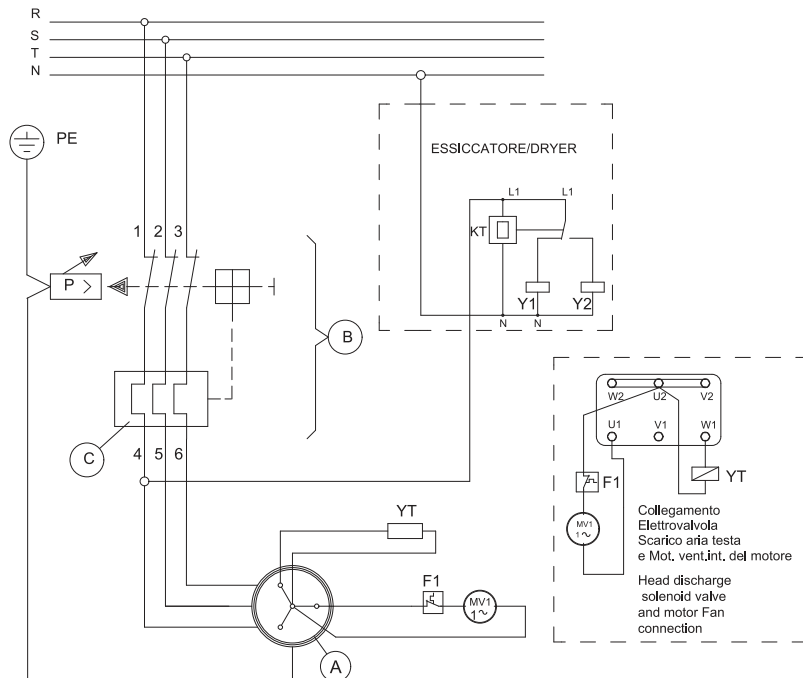 R
S
T
N
PE
ESSICCATORE/DRYER
L1 L1
KT
1 2 3
P >
Y1 Y2
N N
B
W2 U2 V2
U1 V1 W1
C
4 5 6
F1
YT
MV1
1~
YT
Collegamento
Elettrovalvola
Scarico aria testa
e Mot. vent.int. del motore
Head discharge
solenoid valve
and motor Fan
connection
F1
MV1
1~
A